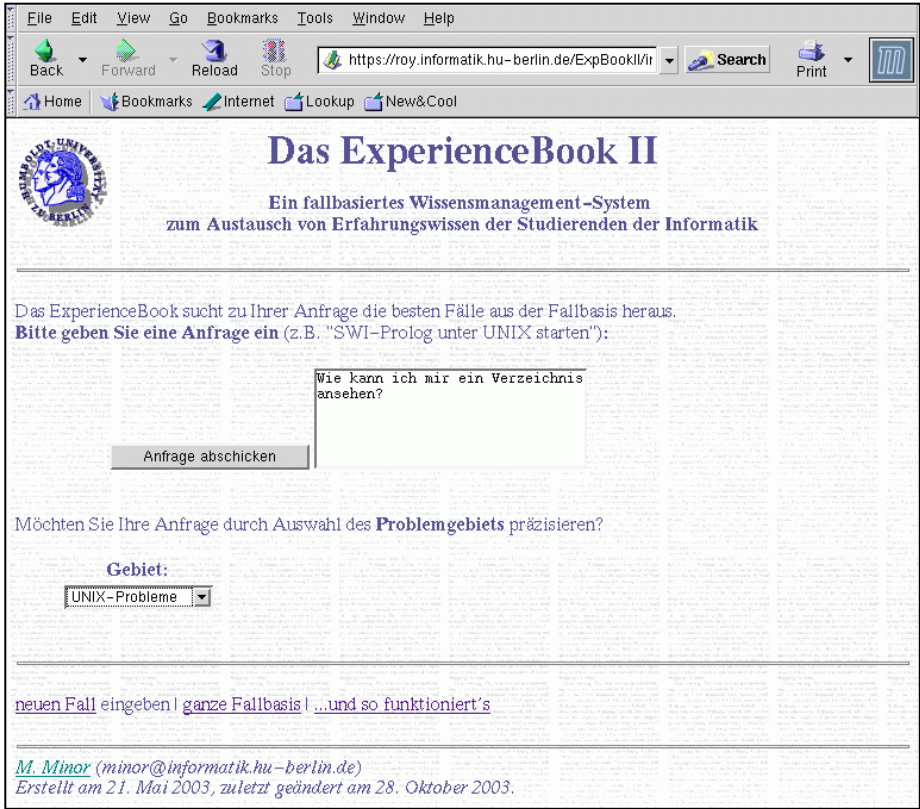 File Edit View Go Bookmarks Tools Window Help
Back Forward Reload Stop https://roy.informatik.hu-berlin.de/ExpBookII/ir Search Print
Home Bookmarks Internet Lookup New&Cool
HUMBOLDT-UNIVERSITÄT ZU BERLIN
Das ExperienceBook II
Ein fallbasiertes Wissensmanagement-System
zum Austausch von Erfahrungswissen der Studierenden der Informatik
Das ExperienceBook sucht zu Ihrer Anfrage die besten Fälle aus der Fallbasis heraus.
Bitte geben Sie eine Anfrage ein (z.B. "SWI-Prolog unter UNIX starten"):
Wie kann ich mir ein Verzeichnis
ansehen?
Anfrage abschicken
Möchten Sie Ihre Anfrage durch Auswahl des Problemgebiets präzisieren?
Gebiet:
UNIX-Probleme
neuen Fall eingeben | ganze Fallbasis | ...und so funktioniert's
M. Minor (minor@informatik.hu-berlin.de)
Erstellt am 21. Mai 2003, zuletzt geändert am 28. Oktober 2003.